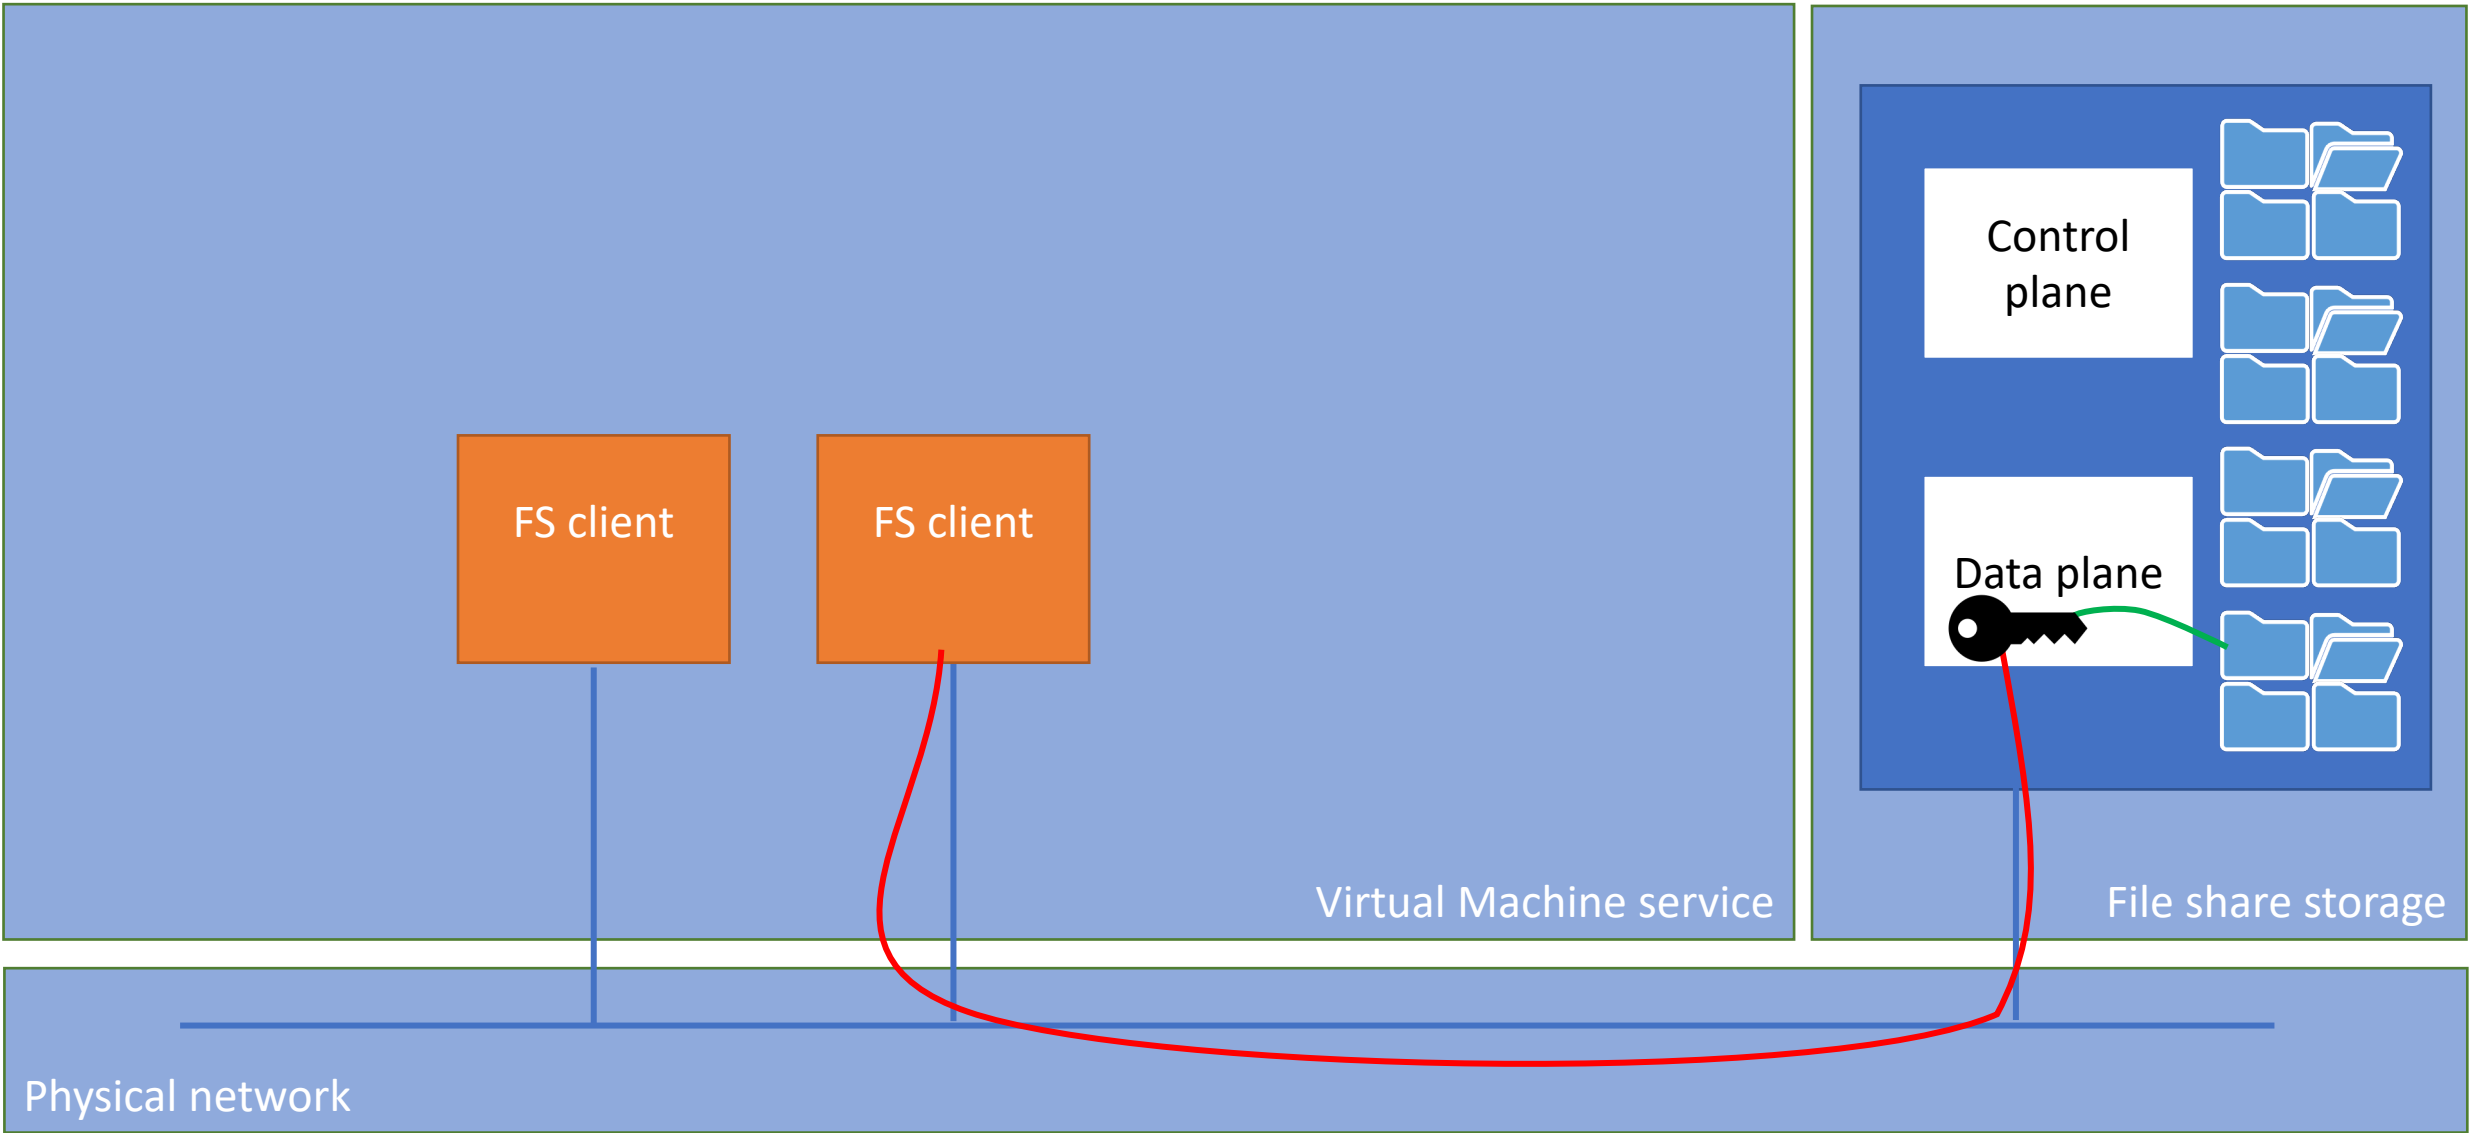 Control
plane
FS client
FS client
Data plane
Virtual Machine service
File share storage
Physical network